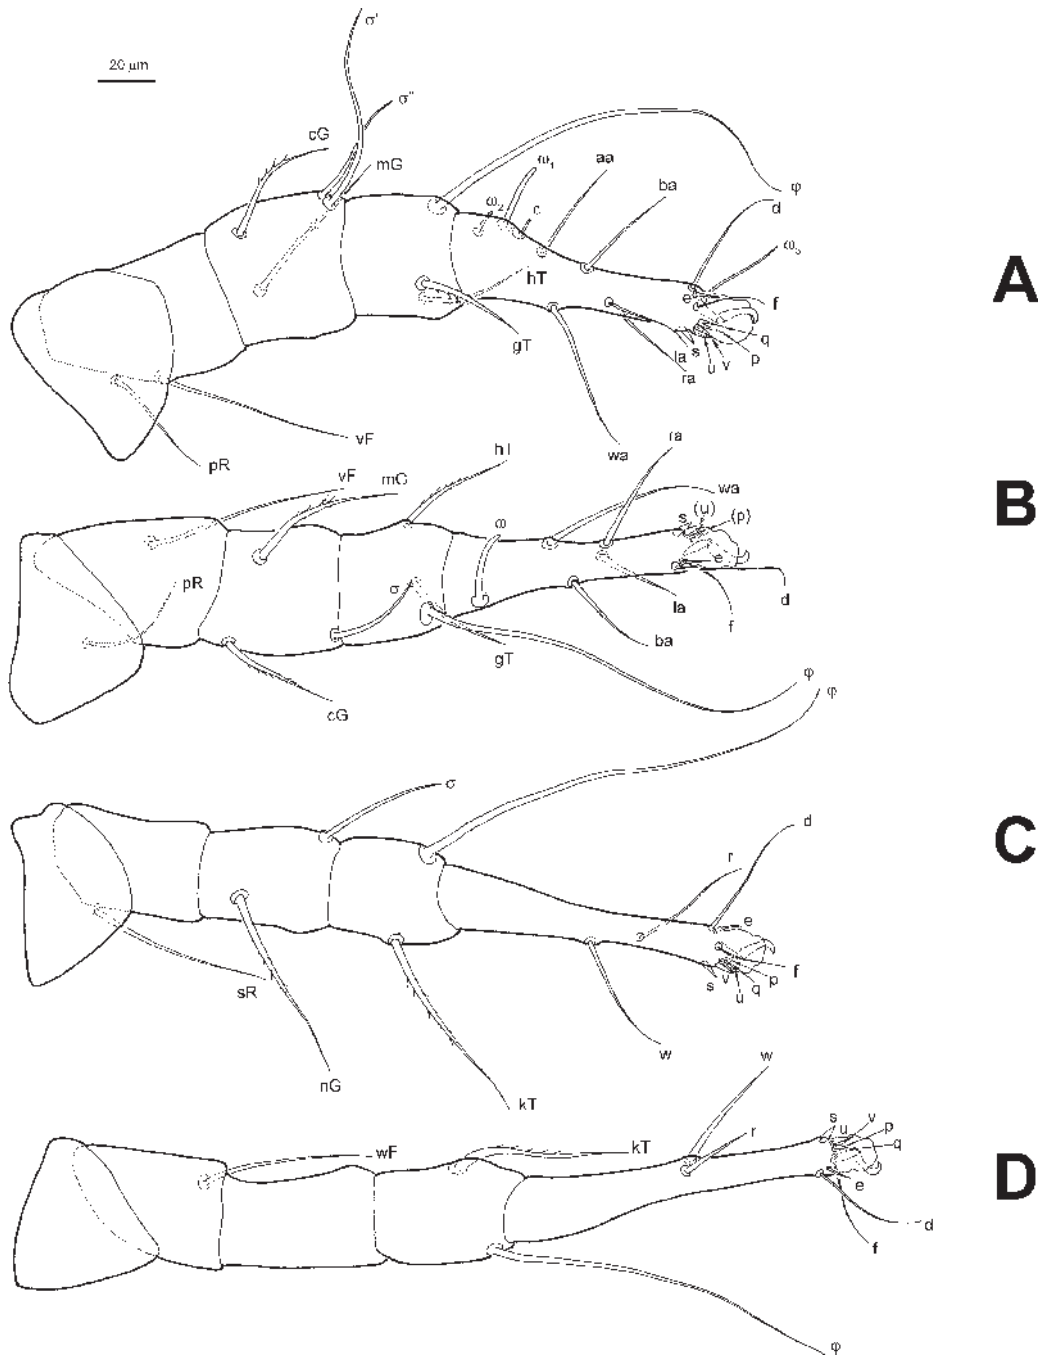 σ'
20 μm
σ"
cG
mG
aa
ω1
ba
ω2
c
φ
d
ω3
A
hT
e
f
gT
la
s
q
ra
u
v
p
vF
pR
wa
ra
hT
vF
mG
wa
B
s
(u)
(p)
ω
e
pR
σ
la
d
f
ba
gT
cG
φ
φ
σ
C
d
r
e
f
s
v
p
q
u
sR
w
nG
kT
w
s
v
u
p
wF
kT
r
q
D
e
d
f
φ